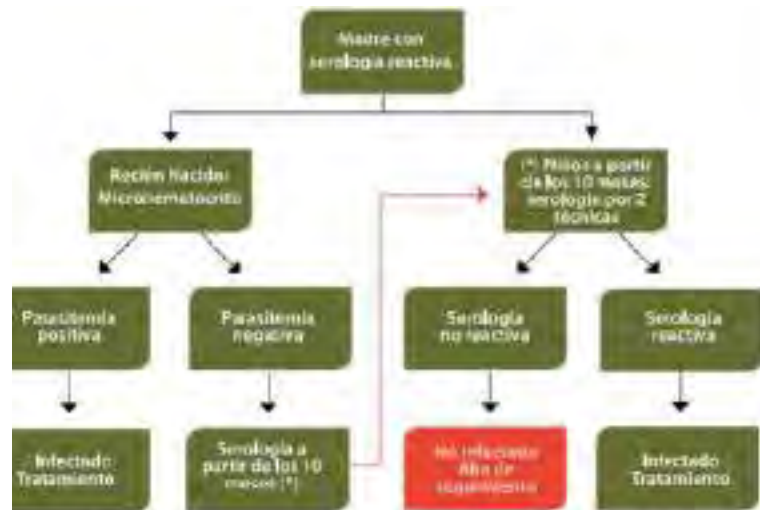 Madre con
serología reactiva
Recién Nacido:
Microhematocrito
(*) Niños a partir
de los 10 meses:
serología por 2
técnicas
Parasitemia
positiva
Parasitemia
negativa
Serología
no reactiva
Serología
reactiva
Infectado:
Tratamiento
Serología a
partir de los 10
meses (*)
No infectado
Alta de
seguimiento
Infectado
Tratamiento